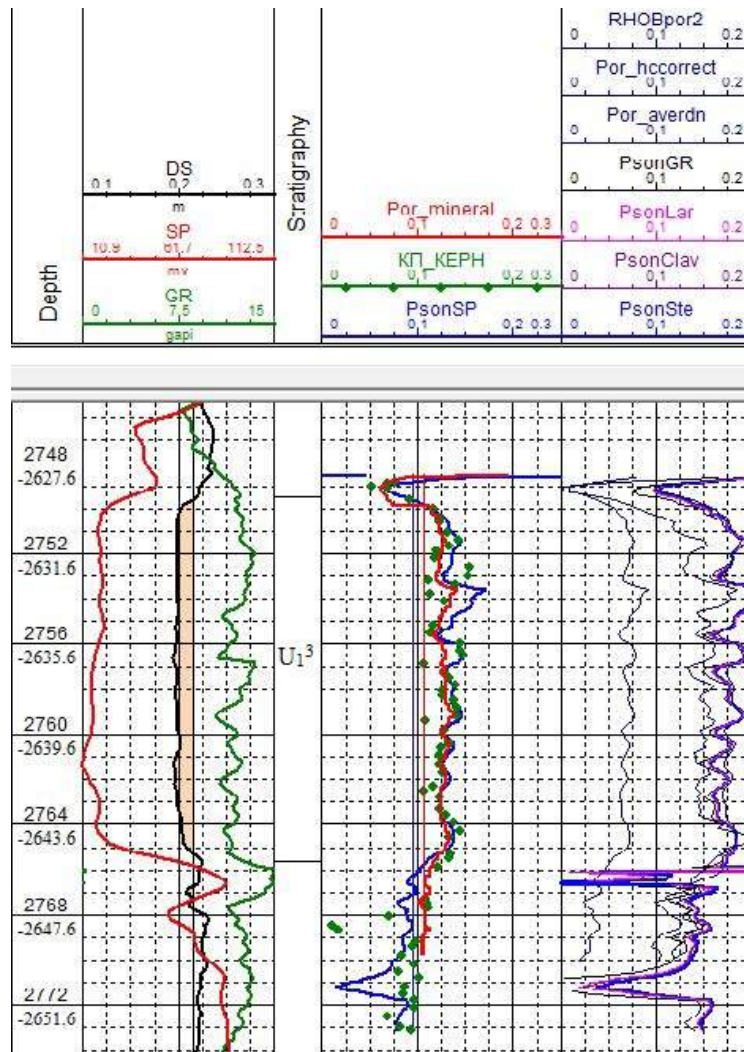 RHOBpor2
0 0,1 0.2
Por_hccorrect
0 0,1 0.2
Por_averdn
0 0,1 0.2
PsonGR
0 0,1 0.2
PsonLar
0 0,1 0.2
PsonClav
0 0,1 0.2
PsonSte
0 0,1 0.2
Depth
DS
0.1 0,2 0.3
m
SP
10.9 61,7 112.5
mv
GR
0 7,5 15
gapi
Stratigraphy
Por_mineral
0 0,1 0,2 0.3
КП_КЕРН
0 0,1 0,2 0.3
PsonSP
0 0,1 0,2 0.3
2748
-2627.6
2752
-2631.6
2756
-2635.6
U₁³
2760
-2639.6
2764
-2643.6
2768
-2647.6
2772
-2651.6